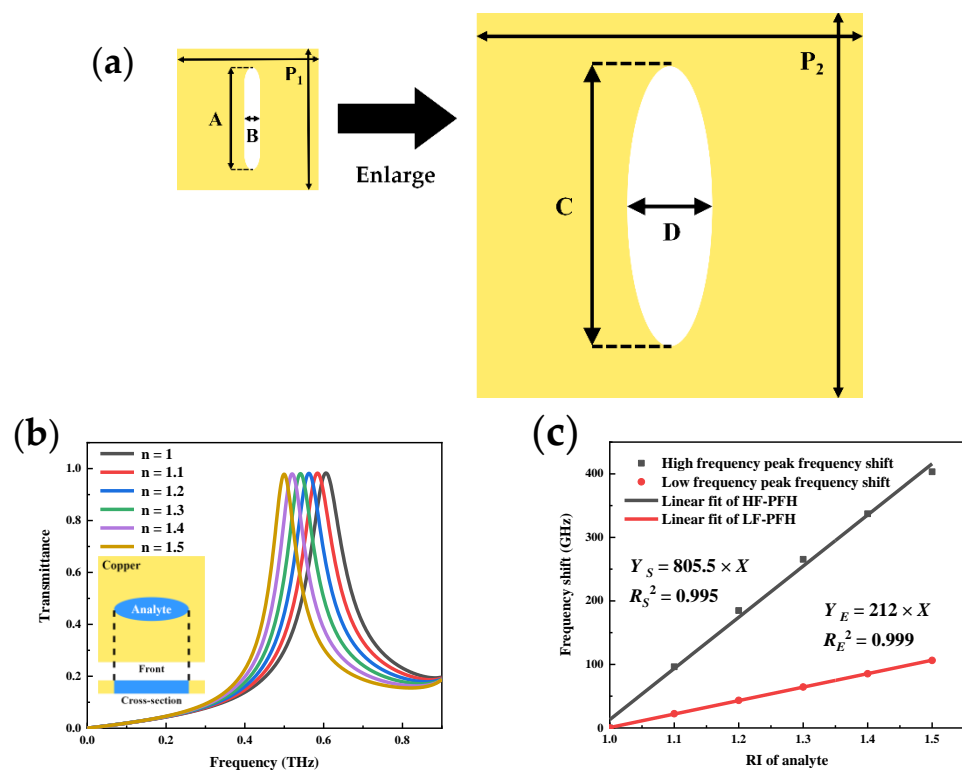 (a)
P1
A
B
Enlarge
P2
C
D
(b)
n = 1
n = 1.1
n = 1.2
n = 1.3
n = 1.4
n = 1.5
Copper
Analyte
Front
Cross-section
Transmittance
1.0
0.8
0.6
0.4
0.2
0.0
0.0 0.2 0.4 0.6 0.8
Frequency (THz)
(c)
High frequency peak frequency shift
Low frequency peak frequency shift
Linear fit of HF-PFH
Linear fit of LF-PFH
Y S = 805.5 × X
RS² = 0.995
Y E = 212 × X
RE² = 0.999
Frequency shift (GHz)
400
300
200
100
0
1.0 1.1 1.2 1.3 1.4 1.5
RI of analyte